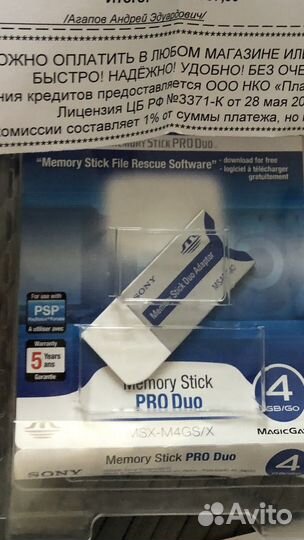 /Агапов Андрей Эдуардович/
ОЖНО ОПЛАТИТЬ В ЛЮБОМ МАГАЗИНЕ ИЛИ
БЫСТРО! НАДЁЖНО! УДОБНО! БЕЗ ОЧЕ
ния кредитов предоставляется ООО НКО «Пла
Лицензия ЦБ РФ №3371-К от 28 мая 20
комиссии составляет 1% от суммы платежа, но
MEMORY STICK PRO Duo
"Memory Stick File Rescue Software"
- download for free
- logiciel à télécharger gratuitement
SONY
Memory Stick Duo Adaptor
For use with
PSP
A utiliser avec
Warranty
5 Years ans
Garantie
Memory Stick
PRO Duo
4
GB/Go
MSX-M4GS/X
MAGICGA
SONY
Memory Stick PRO Duo
4
Avito